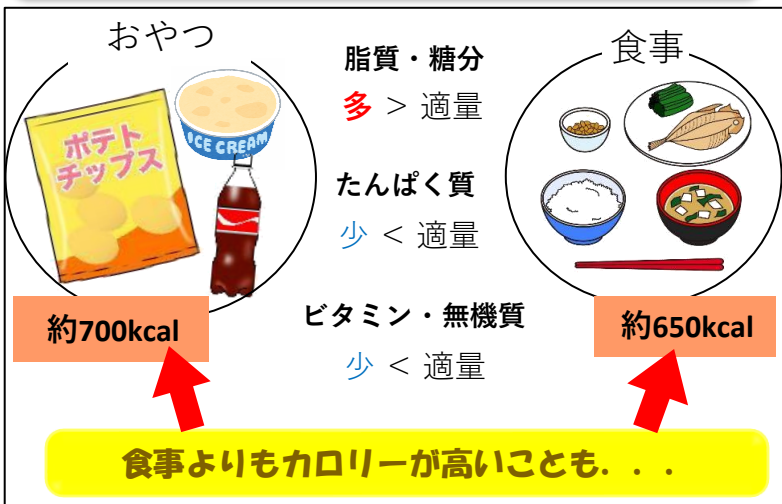 おやつ
食事
脂質・糖分
多 > 適量
たんぱく質
少 < 適量
ビタミン・無機質
少 < 適量
ポテト
チップス
ICE CREAM
約700kcal
約650kcal
食事よりもカロリーが高いことも. . .